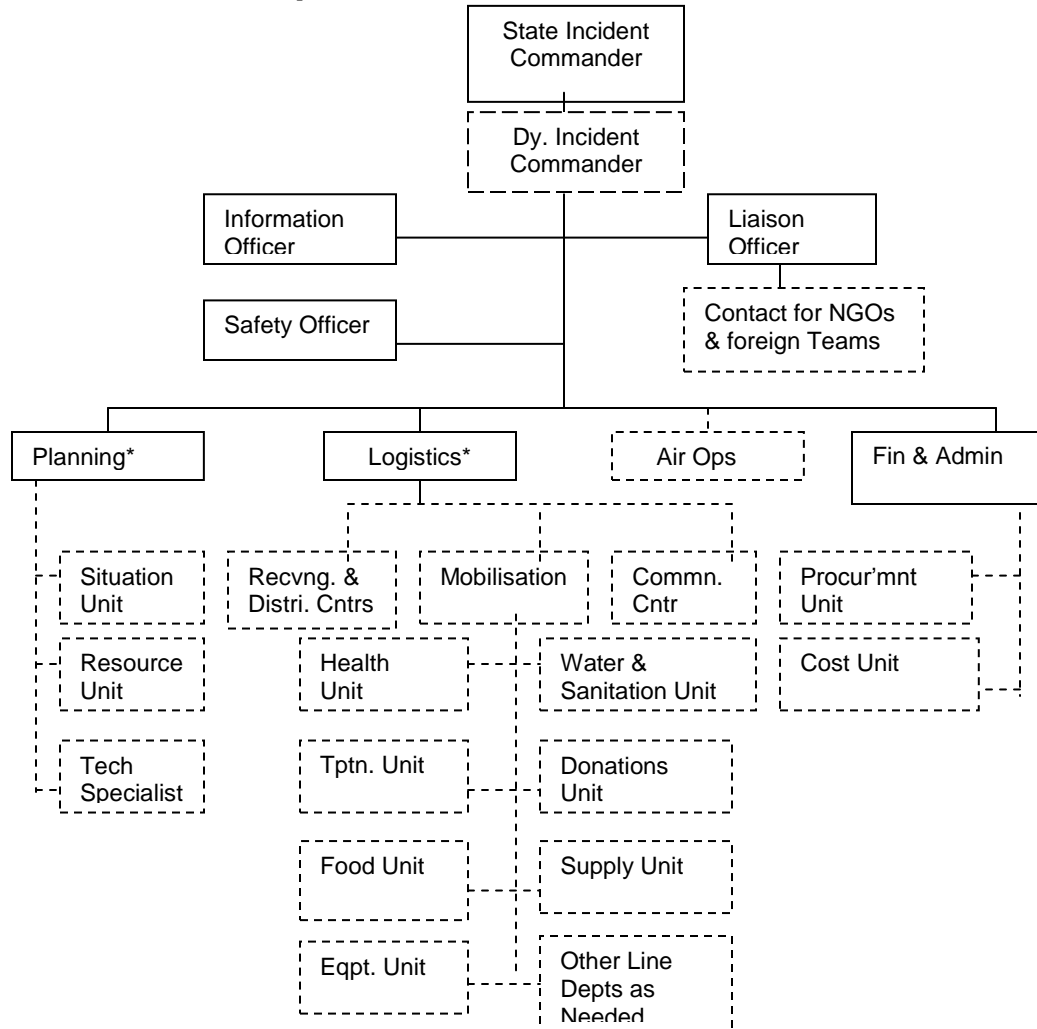 State Incident
Commander
Dy. Incident
Commander
Information
Officer
Liaison
Officer
Safety Officer
Contact for NGOs
& foreign Teams
Planning*
Logistics*
Air Ops
Fin & Admin
Situation
Unit
Recvng. &
Distri. Cntrs
Mobilisation
Commn.
Cntr
Procur’mnt
Unit
Resource
Unit
Health
Unit
Water &
Sanitation Unit
Cost Unit
Tech
Specialist
Tptn. Unit
Donations
Unit
Food Unit
Supply Unit
Eqpt. Unit
Other Line
Depts as
Needed